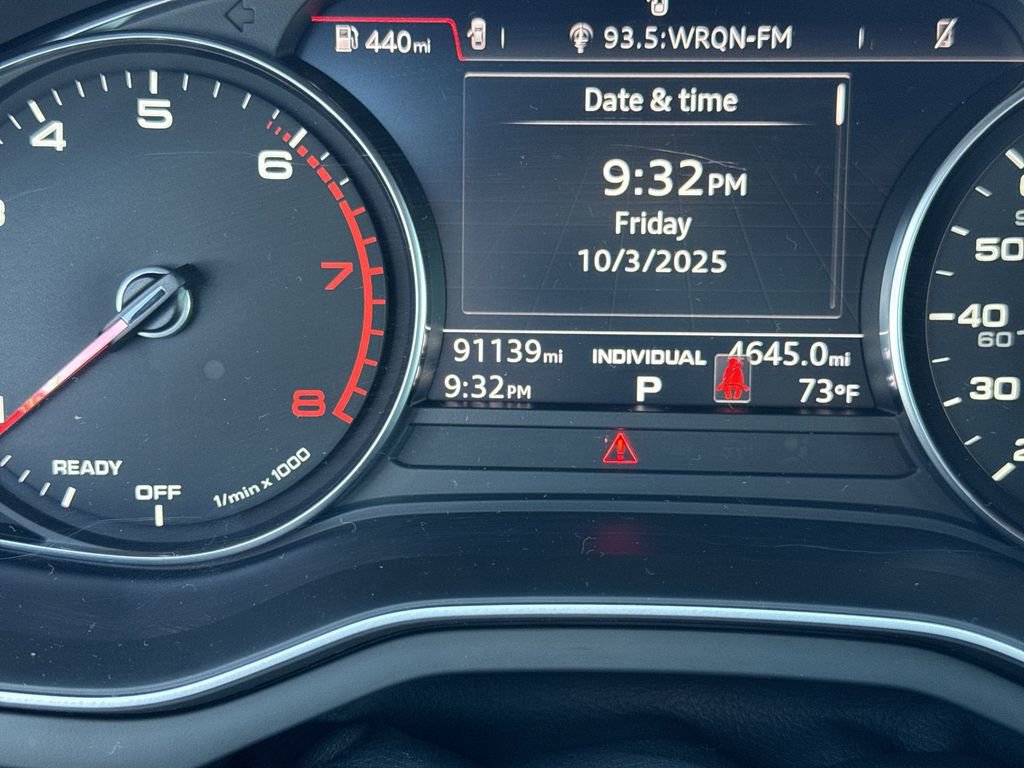 440mi
93.5:WRQN-FM
Date & time
9:32PM
Friday
10/3/2025
91139mi INDIVIDUAL 4645.0mi
9:32PM P 73°F
4
5
6
7
8
READY
OFF
1/min x 1000
50
40
60
30